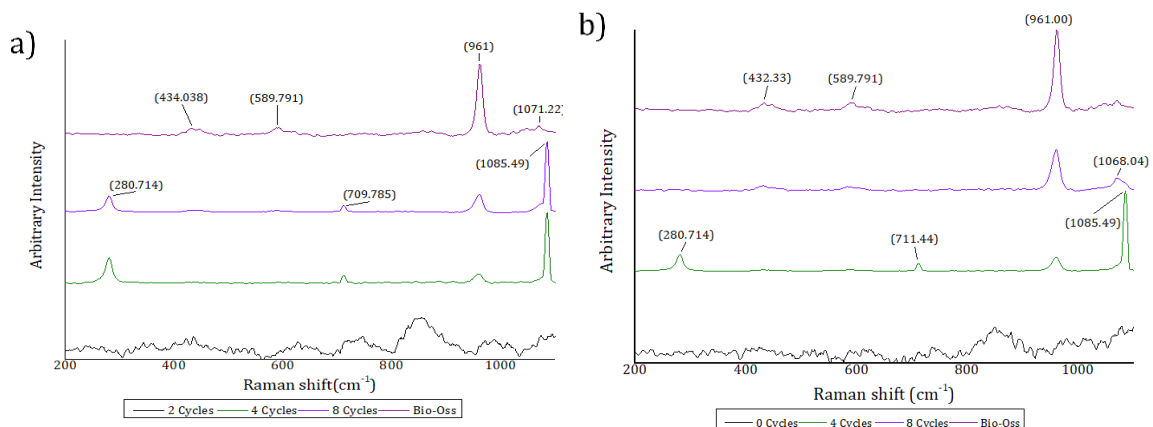 a)
(961)
(434.038)
(589.791)
(1071.22)
(1085.49)
(280.714)
(709.785)
Arbitrary Intensity
200 400 600 800 1000
Raman shift(cm⁻¹)
2 Cycles 4 Cycles 8 Cycles Bio-Oss
b)
(961.00)
(432.33)
(589.791)
(1068.04)
(1085.49)
(280.714)
(711.44)
Arbitrary Intensity
200 400 600 800 1000
Raman shift (cm⁻¹)
0 Cycles 4 Cycles 8 Cycles Bio-Oss